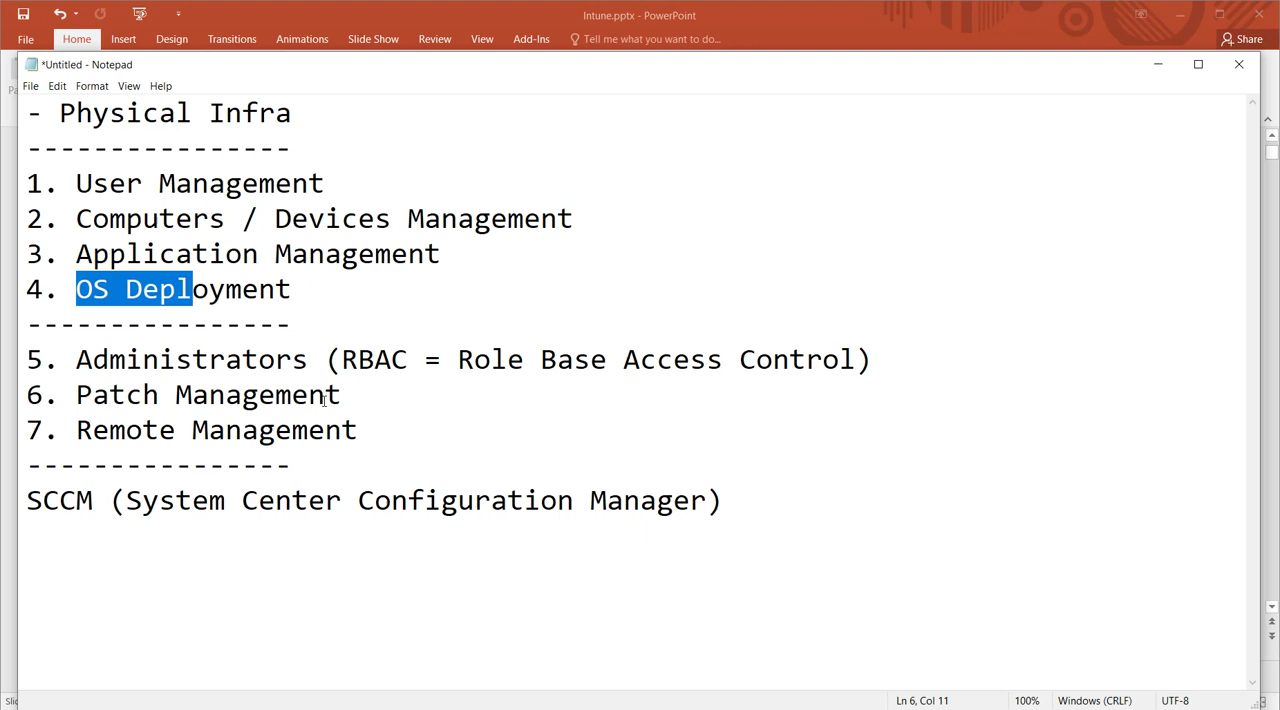 Intune.pptx - PowerPoint
File Home Insert Design Transitions Animations Slide Show Review View Add-Ins Tell me what you want to do... Share
*Untitled - Notepad
File Edit Format View Help
- Physical Infra
----------------
1. User Management
2. Computers / Devices Management
3. Application Management
4. OS Deployment
----------------
5. Administrators (RBAC = Role Base Access Control)
6. Patch Management
7. Remote Management
----------------
SCCM (System Center Configuration Manager)
Ln 6, Col 11 100% Windows (CRLF) UTF-8